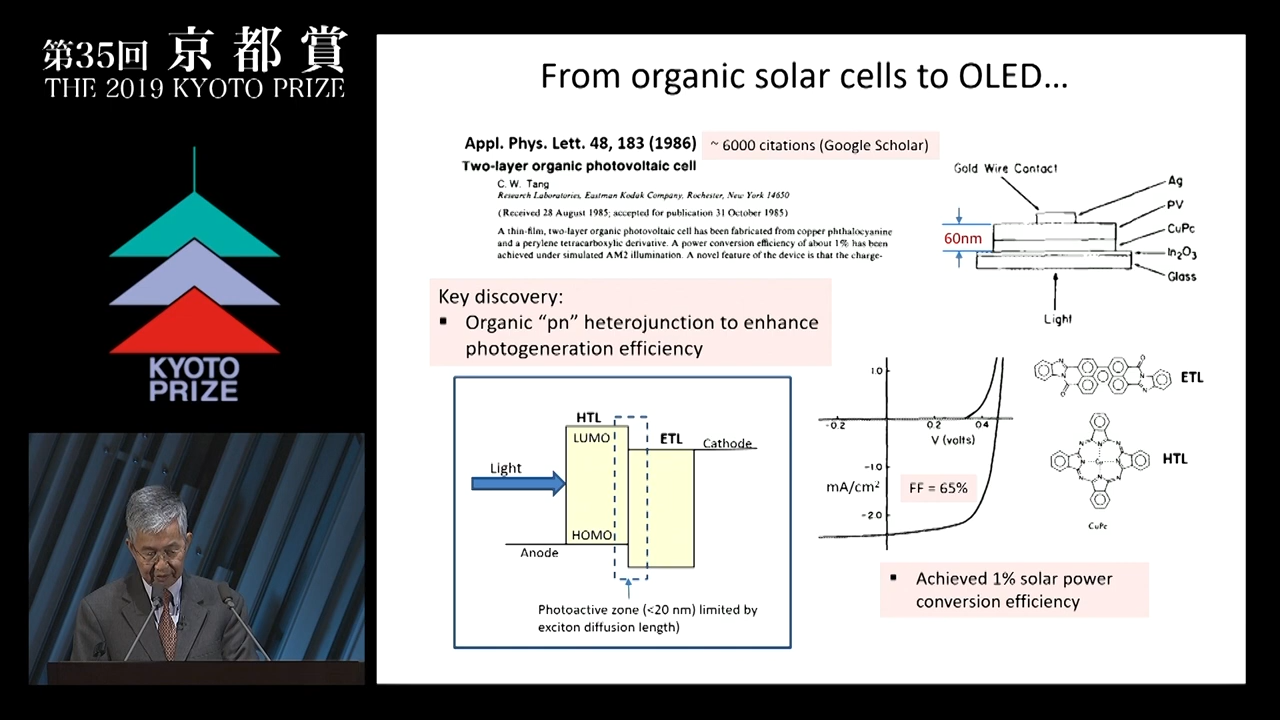 第35回 京都賞
THE 2019 KYOTO PRIZE
KYOTO
PRIZE
From organic solar cells to OLED…
Appl. Phys. Lett. 48, 183 (1986)
~ 6000 citations (Google Scholar)
Two-layer organic photovoltaic cell
C. W. Tang
Research Laboratories, Eastman Kodak Company, Rochester, New York 14650
(Received 28 August 1985; accepted for publication 31 October 1985)
A thin-film, two-layer organic photovoltaic cell has been fabricated from copper phthalocyanine
and a perylene tetracarboxylic derivative. A power conversion efficiency of about 1% has been
achieved under simulated AM2 illumination. A novel feature of the device is that the charge-
Gold Wire Contact
Ag
PV
CuPc
In₂O₃
Glass
60nm
Light
Key discovery:
▪ Organic “pn” heterojunction to enhance
photogeneration efficiency
HTL
LUMO
ETL
Cathode
Light
HOMO
Anode
Photoactive zone (<20 nm) limited by
exciton diffusion length)
1.0
-0.2
0.2
0.4
V (volts)
-1.0
mA/cm²
FF = 65%
-2.0
ETL
HTL
CuPc
▪ Achieved 1% solar power
conversion efficiency